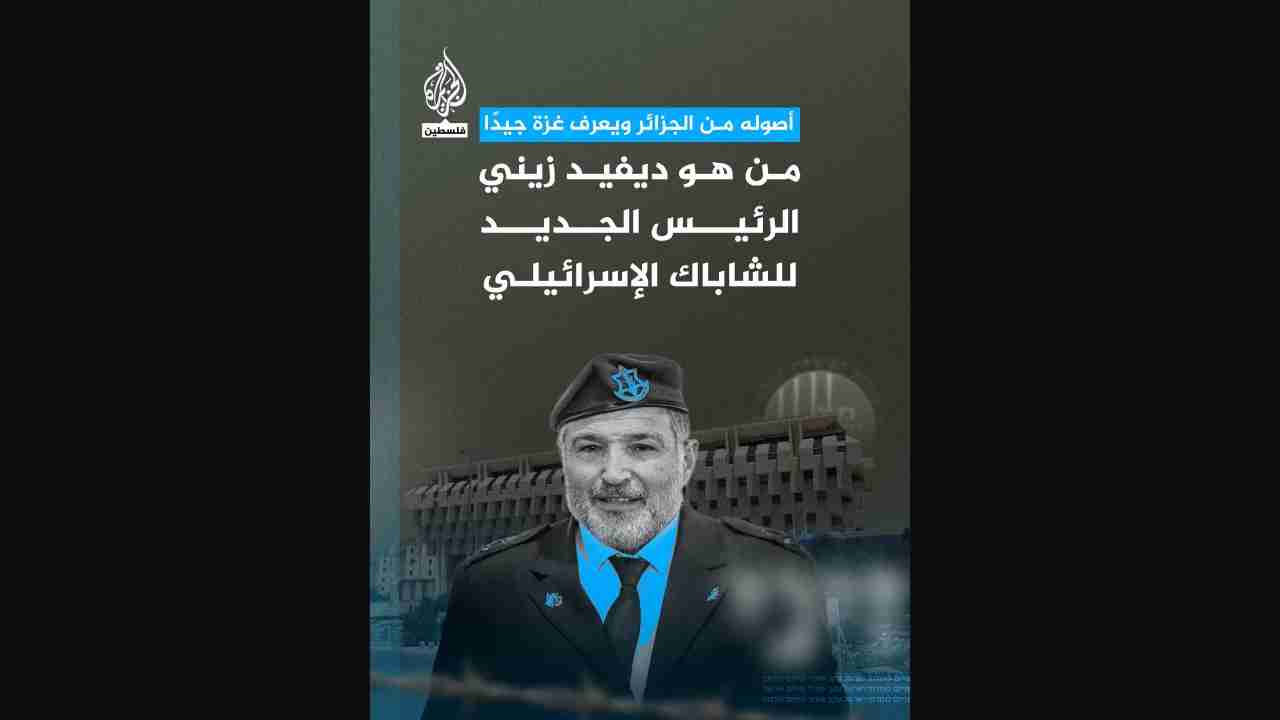 الجزيرة
فلسطين
أصوله من الجزائر ويعرف غزة جيدًا
من هو ديفيد زيني
الرئيس الجديد
للشاباك الإسرائيلي